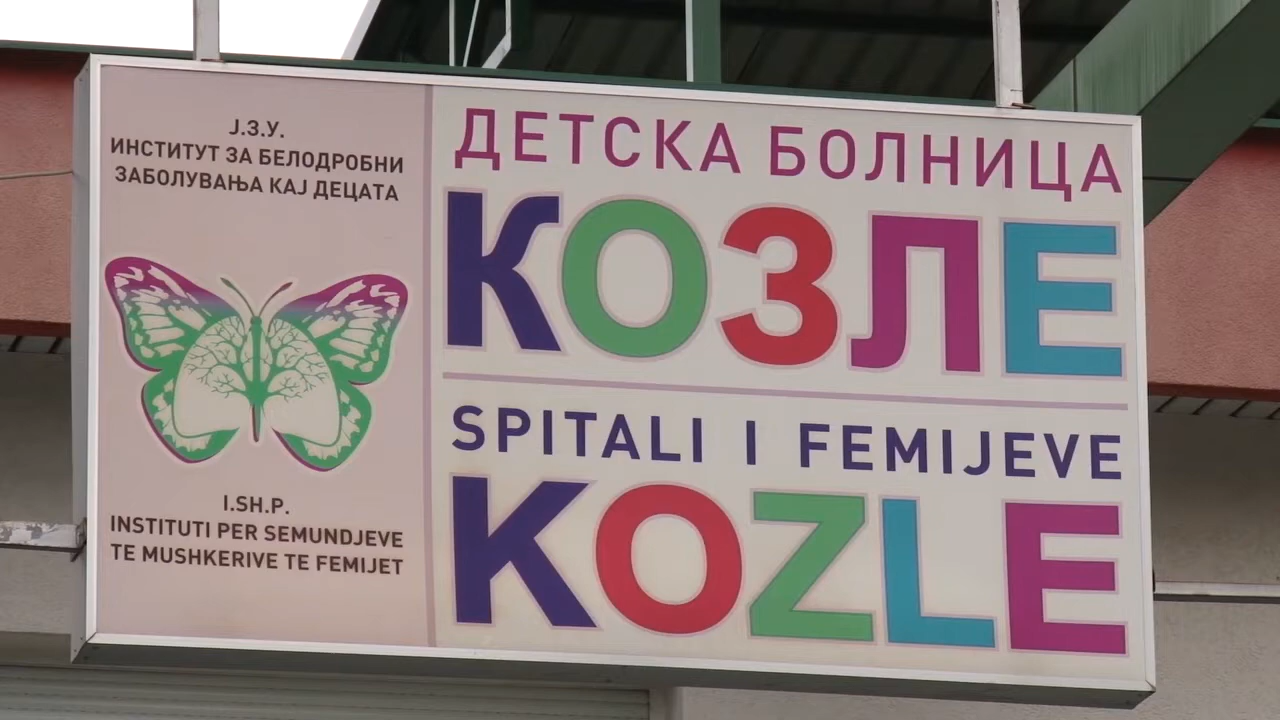 Ј.З.У.
ИНСТИТУТ ЗА БЕЛОДРОБНИ
ЗАБОЛУВАЊА КАЈ ДЕЦАТА
I.SH.P.
INSTITUTI PER SEMUNDJEVE
TE MUSHKERIVE TE FEMIJET
ДЕТСКА БОЛНИЦА
КОЗЛЕ
SPITALI I FEMIJEVE
KOZLE